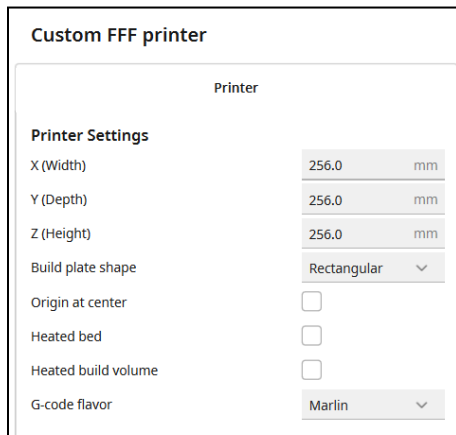 Custom FFF printer
Printer
Printer Settings
X (Width) 256.0 mm
Y (Depth) 256.0 mm
Z (Height) 256.0 mm
Build plate shape Rectangular
Origin at center
Heated bed
Heated build volume
G-code flavor Marlin